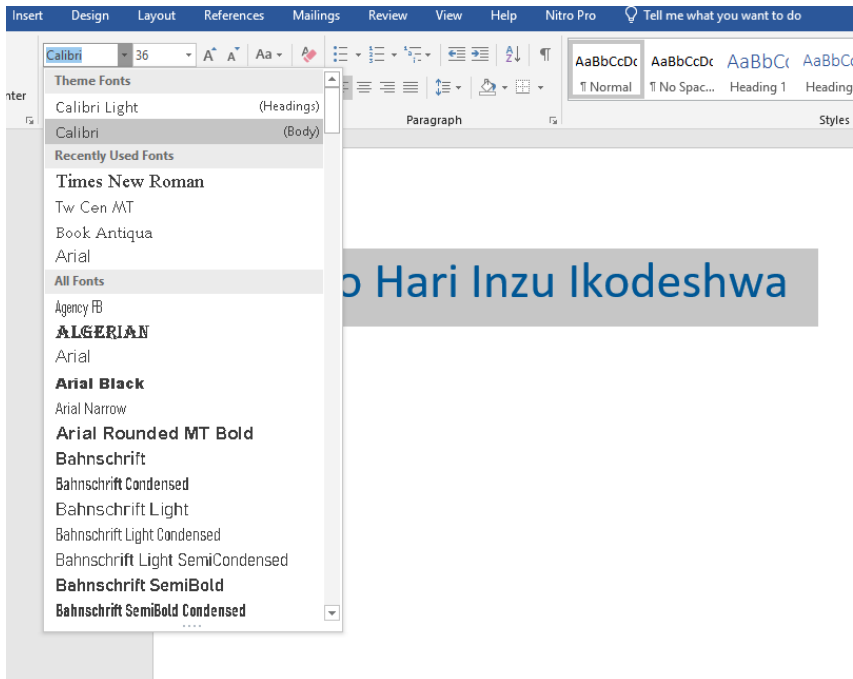 Insert Design Layout References Mailings Review View Help Nitro Pro Tell me what you want to do
Calibri 36 Aa
AaBbCcDc AaBbCcDc AaBbC
¶ Normal ¶ No Spac... Heading 1 Heading
Paragraph Styles
Theme Fonts
Calibri Light (Headings)
Calibri (Body)
Recently Used Fonts
Times New Roman
Tw Cen MT
Book Antiqua
Arial
All Fonts
Agency FB
ALGERIAN
Arial
Arial Black
Arial Narrow
Arial Rounded MT Bold
Bahnschrift
Bahnschrift Condensed
Bahnschrift Light
Bahnschrift Light Condensed
Bahnschrift Light SemiCondensed
Bahnschrift SemiBold
Bahnschrift SemiBold Condensed
Hari Inzu Ikodeshwa